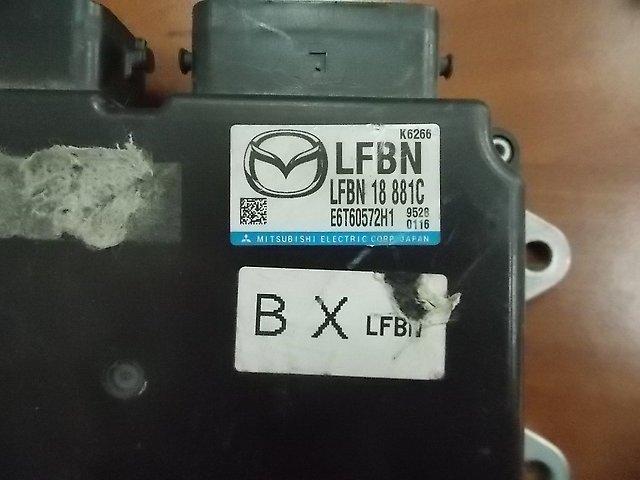 K6266
LFBN
LFBN 18 881C
E6T60572H1 9528
0116
MITSUBISHI ELECTRIC CORP. JAPAN
B X LFBN